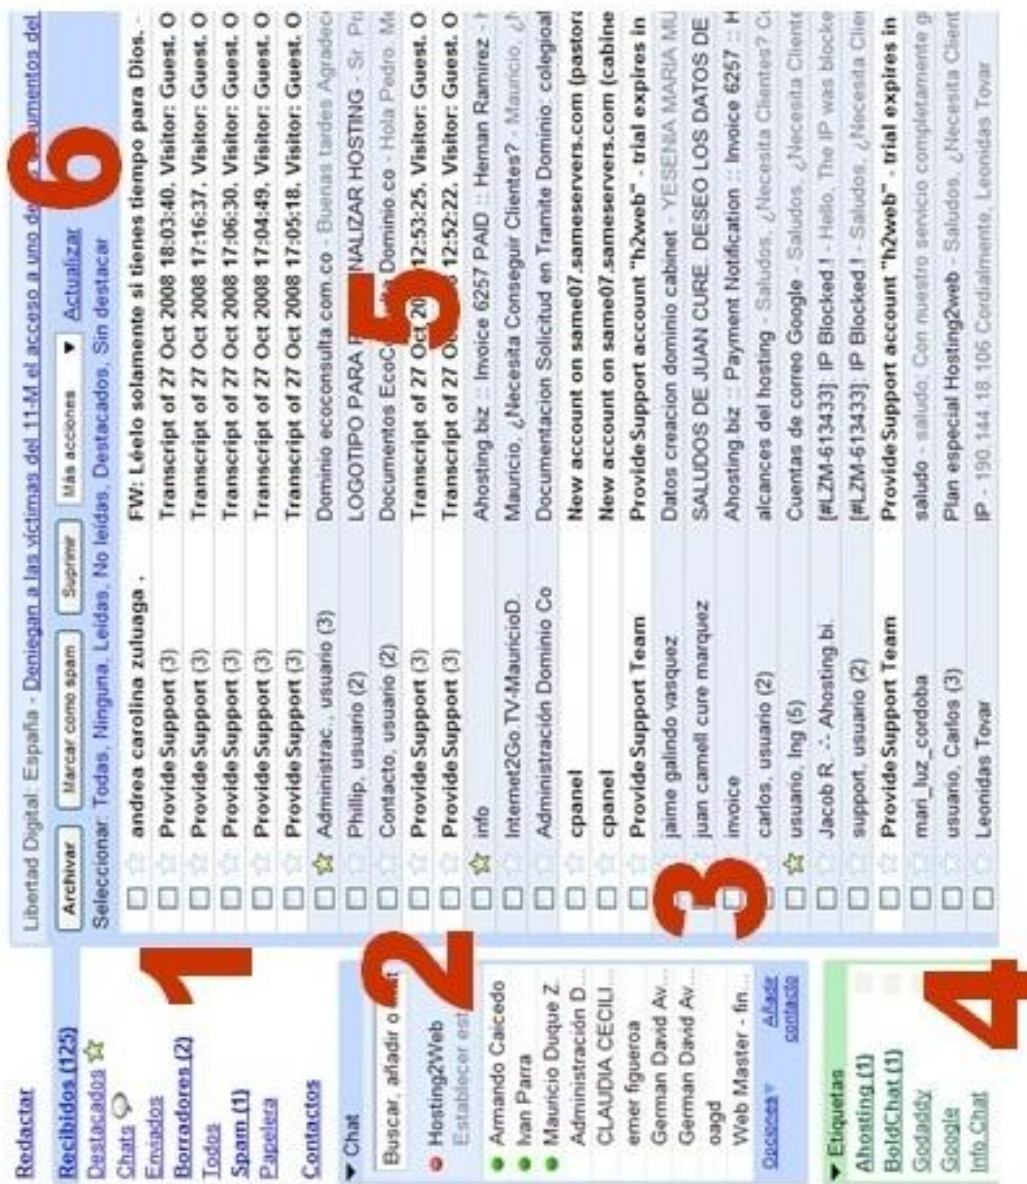 Redactar
Recibidos (125)
Destacados
Chats
Enviados
Borradores (2)
Todos
Spam (1)
Papelera
Contactos
1
Chat
Buscar, añadir o
2
Hosting2Web
Establecer
Armando Caicedo
Ivan Parra
Mauricio Duque Z.
Administración D...
CLAUDIA CECILI...
emer figueroa
German David Av...
German David Av...
oagd
Web Master - fin...
Opciones
Añadir contacto
3
Etiquetas
Ahosting (1)
BoldChat (1)
Godaddy
Google
Info Chat
4
Libertad Digital: España - Deniegan a las víctimas del 11-M el acceso a uno de
6
Archivar Marcar como spam Suprimir Más acciones Actualizar
Seleccionar: Todas, Ninguna, Leídas, No leídas, Destacados, Sin destacar
andrea carolina zuluaga . FW: Léelo solamente si tienes tiempo para Dios. -
ProvideSupport (3) Transcript of 27 Oct 2008 18:03:40. Visitor: Guest. O
ProvideSupport (3) Transcript of 27 Oct 2008 17:16:37. Visitor: Guest. O
ProvideSupport (3) Transcript of 27 Oct 2008 17:06:30. Visitor: Guest. O
ProvideSupport (3) Transcript of 27 Oct 2008 17:04:49. Visitor: Guest. O
ProvideSupport (3) Transcript of 27 Oct 2008 17:05:18. Visitor: Guest. O
Administrac., usuario (3) Dominio ecoconsulta.com.co - Buenas tardes Agradec
Phillip, usuario (2) LOGOTIPO PARA HOSTING - Sr.
Contacto, usuario (2) Documentos Dominio.co - Hola Pedro. Me
5
ProvideSupport (3) Transcript of 27 Oct 12:53:25. Visitor: Guest. O
ProvideSupport (3) Transcript of 27 Oct 12:52:22. Visitor: Guest. O
info Ahosting biz :: Invoice 6257 PAID :: Hernan Ramirez -
Internet2Go.TV-MauricioD. Mauricio, ¿Necesita Conseguir Clientes? - Mauricio,
Administración Dominio Co Documentacion Solicitud en Tramite Dominio colegial
cpanel New account on same07.sameservers.com (pastora
cpanel New account on same07.sameservers.com (cabine
Provide Support Team Provide Support account "h2web" - trial expires in
jaime galindo vasquez Datos creacion dominio cabinet - YESENIA MARIA MU
juan camell cure marquez SALUDOS DE JUAN CURE. DESEO LOS DATOS DE
invoice Ahosting biz :: Payment Notification :: Invoice 6257 :: H
carlos, usuario (2) alcances del hosting - Saludos, ¿Necesita Clientes? Co
usuario, Ing (5) Cuentas de correo Google - Saludos, ¿Necesita Cliente
Jacob R. .:. Ahosting.bi. [#LZM-613433]: IP Blocked.! - Hello, The IP was blocke
support, usuario (2) [#LZM-613433]: IP Blocked.! - Saludos, ¿Necesita Clien
Provide Support Team Provide Support account "h2web" - trial expires in
mari_luz_cordoba saludo - saludo, Con nuestro servicio completamente g
usuario, Carlos (3) Plan especial Hosting2web - Saludos, ¿Necesita Client
Leonidas Tovar IP - 190.144.18.106 Cordialmente, Leonidas Tovar